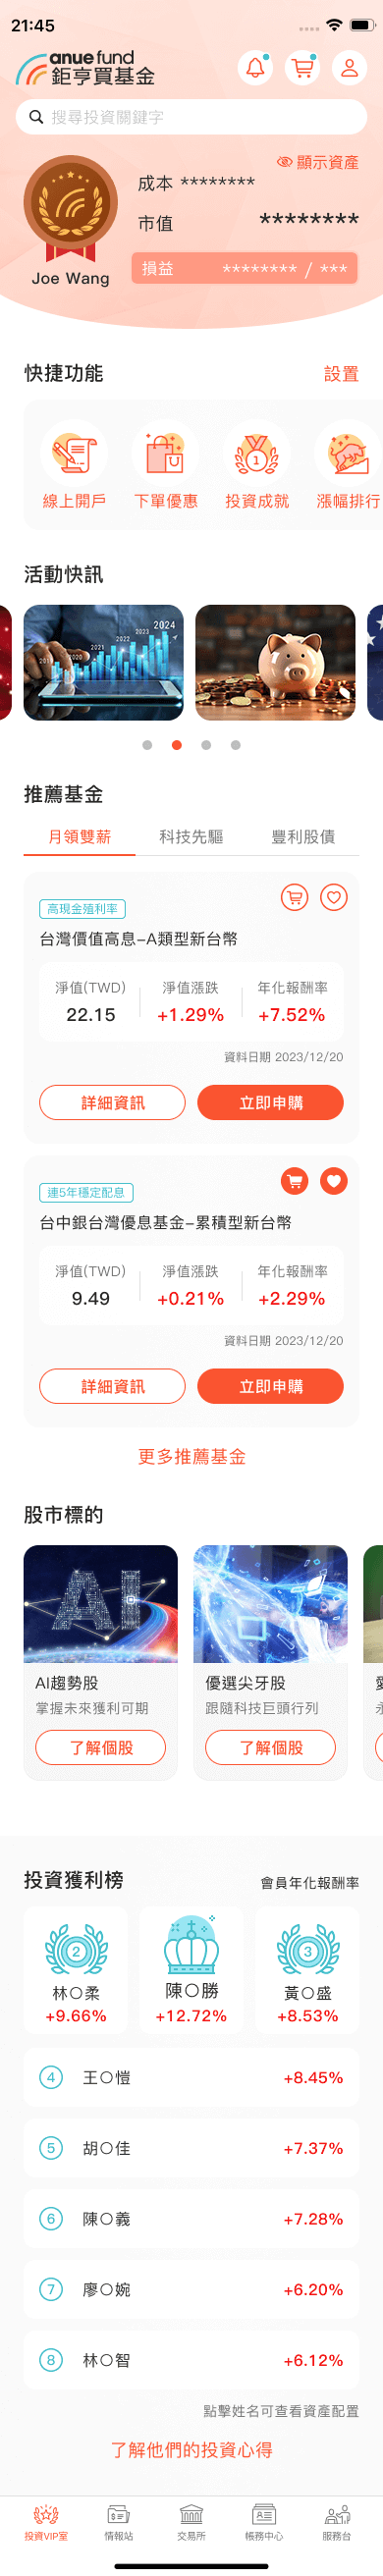 21:45
anue fund
鉅亨買基金
搜尋投資關鍵字
顯示資產
成本 ********
市值 ********
損益 ******** / ***
Joe Wang
快捷功能 設置
線上開戶 下單優惠 投資成就 漲幅排行
活動快訊
2019 2020 2021 2022 2023 2024
推薦基金
月領雙薪 科技先驅 豐利股債
高現金殖利率
台灣價值高息-A類型新台幣
淨值(TWD) 淨值漲跌 年化報酬率
22.15 +1.29% +7.52%
資料日期 2023/12/20
詳細資訊 立即申購
連5年穩定配息
台中銀台灣優息基金-累積型新台幣
淨值(TWD) 淨值漲跌 年化報酬率
9.49 +0.21% +2.29%
資料日期 2023/12/20
詳細資訊 立即申購
更多推薦基金
股市標的
AI
AI趨勢股 優選尖牙股
掌握未來獲利可期 跟隨科技巨頭行列 永
了解個股 了解個股
投資獲利榜 會員年化報酬率
2 3
林〇柔 陳〇勝 黃〇盛
+9.66% +12.72% +8.53%
4 王〇愷 +8.45%
5 胡〇佳 +7.37%
6 陳〇義 +7.28%
7 廖〇婉 +6.20%
8 林〇智 +6.12%
點擊姓名可查看資產配置
了解他們的投資心得
投資VIP室 情報站 交易所 帳務中心 服務台